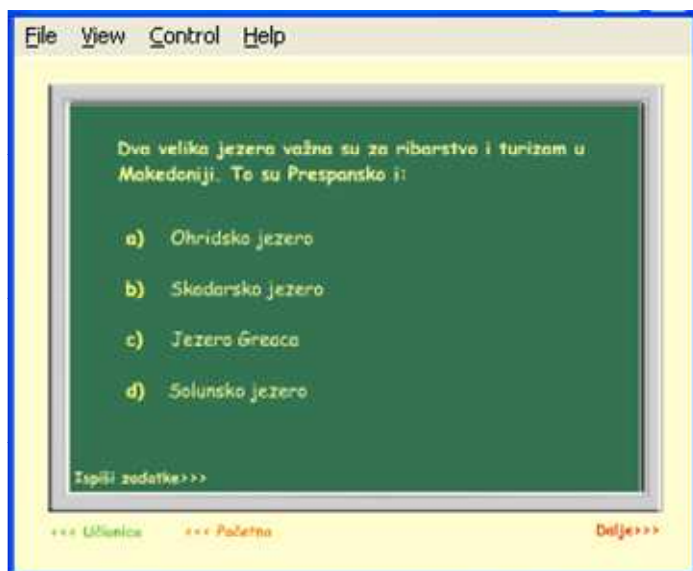 File View Control Help
Dva velika jezera važna su za ribarstvo i turizam u
Makedoniji. To su Prespansko i:
a) Ohridsko jezero
b) Skadarsko jezero
c) Jezero Greaca
d) Solunsko jezero
Ispiši zadatke>>>
<<< Učionica <<< Početna Dalje>>>